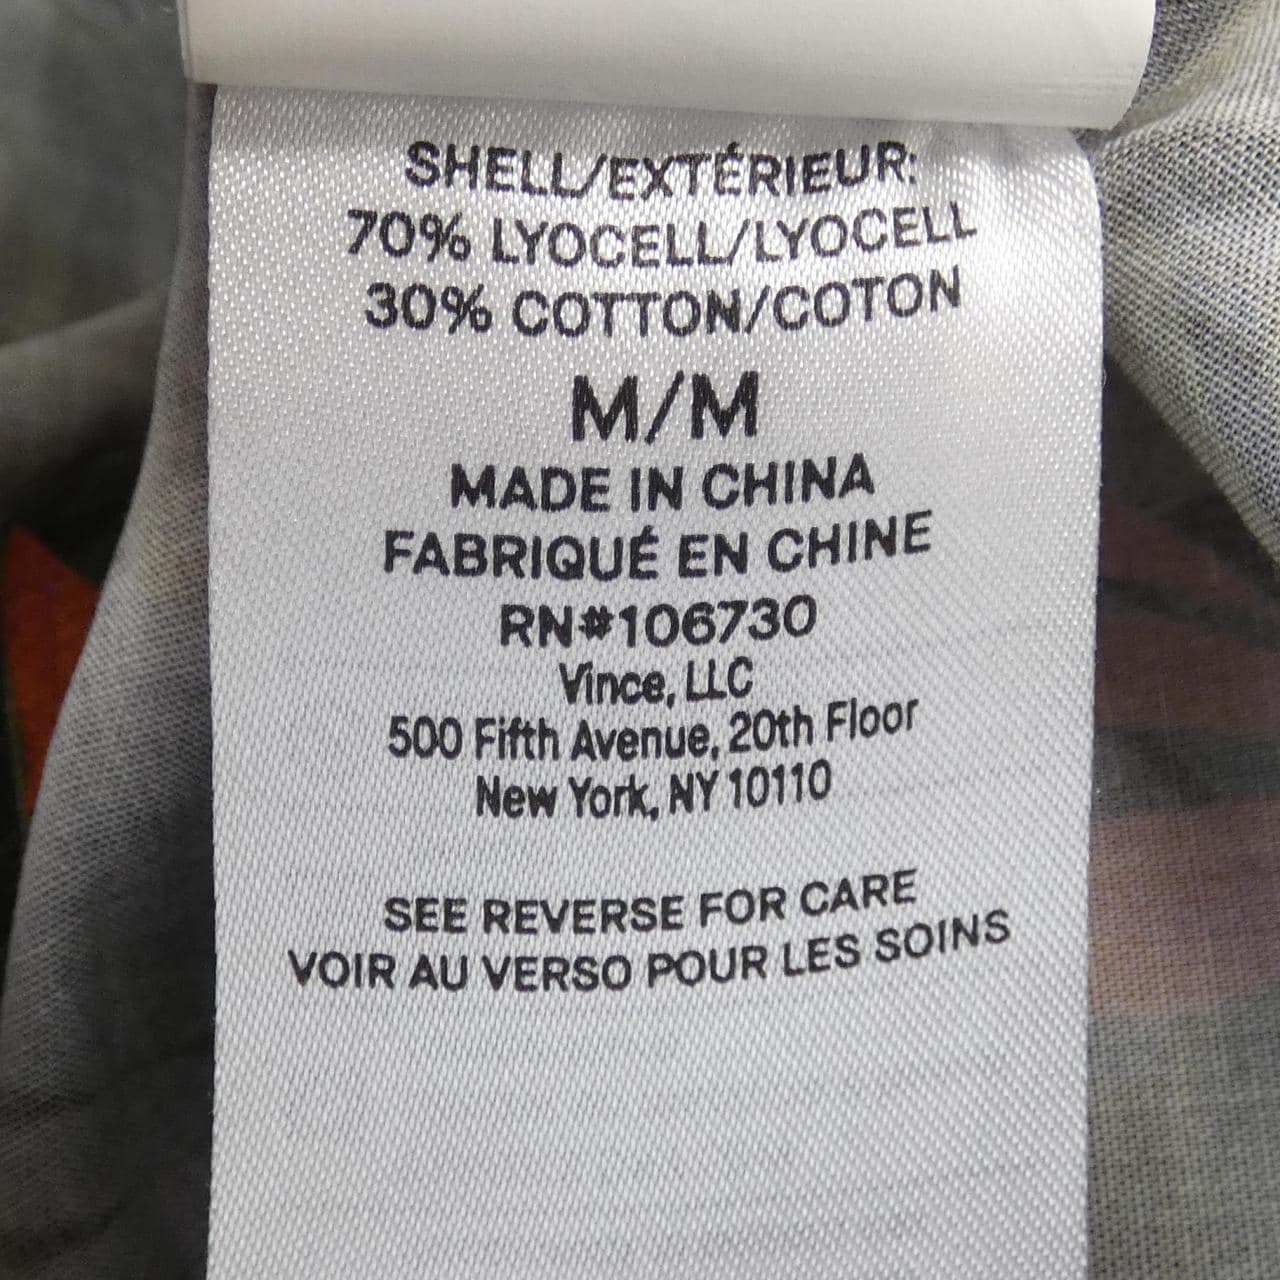 SHELL/EXTÉRIEUR:
70% LYOCELL/LYOCELL
30% COTTON/COTON
M/M
MADE IN CHINA
FABRIQUÉ EN CHINE
RN#106730
Vince, LLC
500 Fifth Avenue, 20th Floor
New York, NY 10110
SEE REVERSE FOR CARE
VOIR AU VERSO POUR LES SOINS